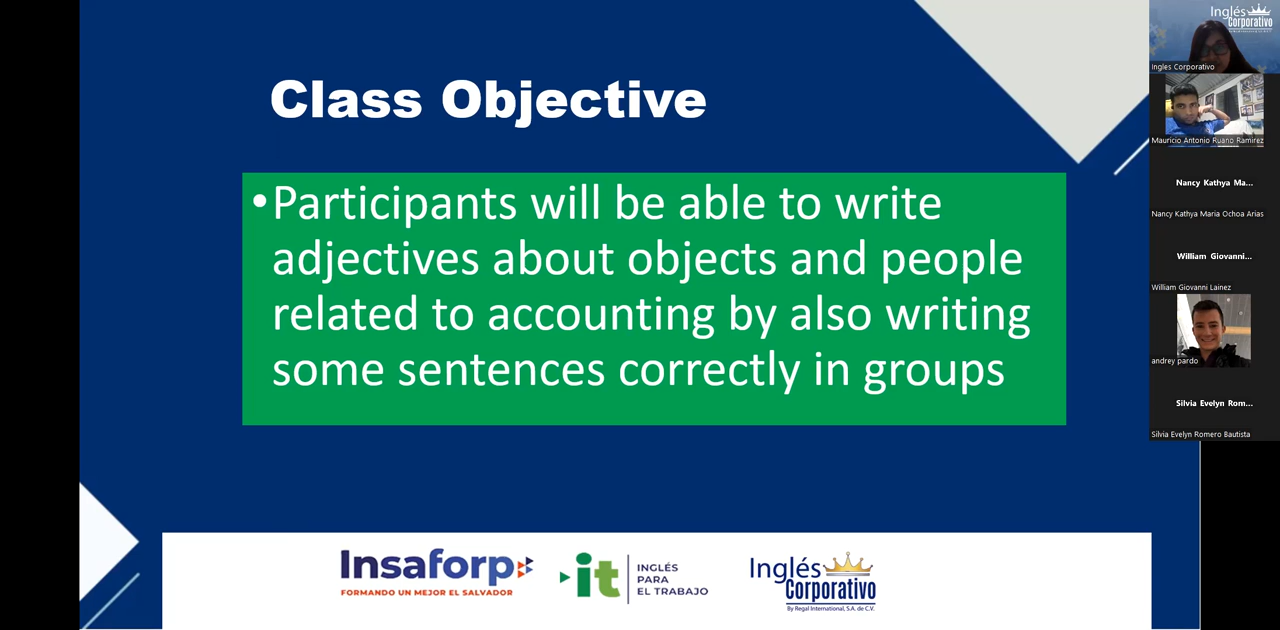 Class Objective
•Participants will be able to write
adjectives about objects and people
related to accounting by also writing
some sentences correctly in groups
Insaforp
FORMANDO UN MEJOR EL SALVADOR
it
INGLÉS
PARA
EL TRABAJO
Inglés
Corporativo
By Regal International, S.A. de C.V.
Inglés
Corporativo
Ingles Corporativo
Mauricio Antonio Ruano Ramirez
Nancy Kathya Ma...
Nancy Kathya Maria Ochoa Arias
William Giovanni...
William Giovanni Lainez
andrey pardo
Silvia Evelyn Rom...
Silvia Evelyn Romero Bautista